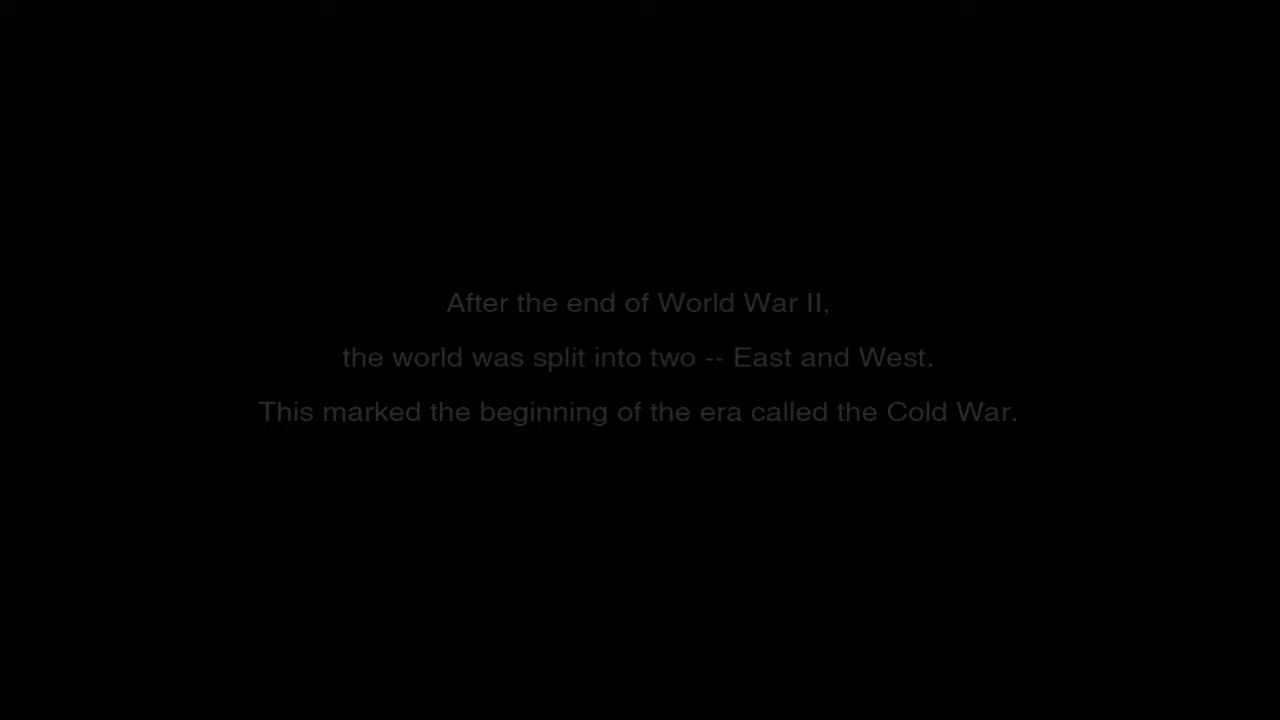 After the end of World War II,
the world was split into two -- East and West.
This marked the beginning of the era called the Cold War.